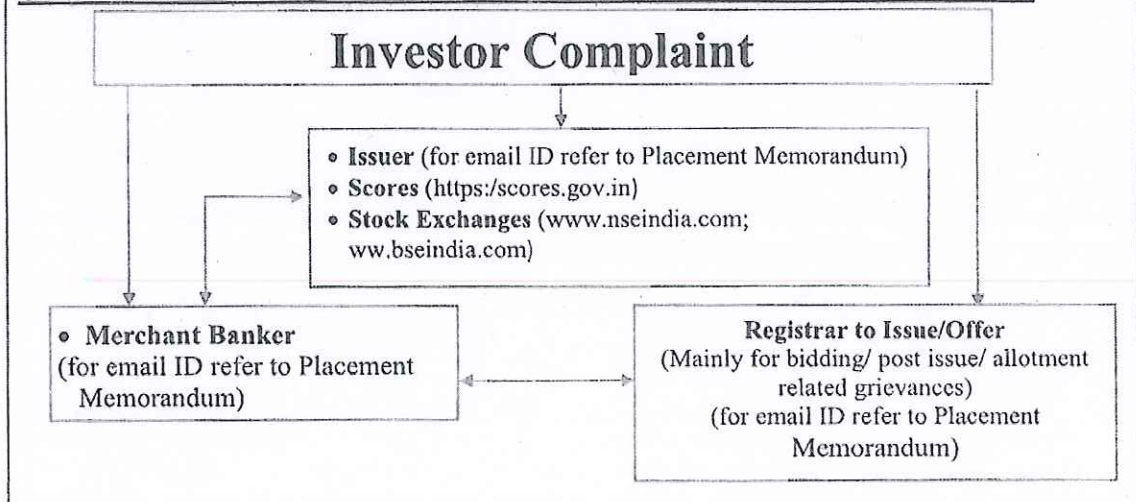 Investor Complaint
• Issuer (for email ID refer to Placement Memorandum)
• Scores (https:/scores.gov.in)
• Stock Exchanges (www.nseindia.com;
ww.bseindia.com)
• Merchant Banker
(for email ID refer to Placement
Memorandum)
Registrar to Issue/Offer
(Mainly for bidding/ post issue/ allotment
related grievances)
(for email ID refer to Placement
Memorandum)